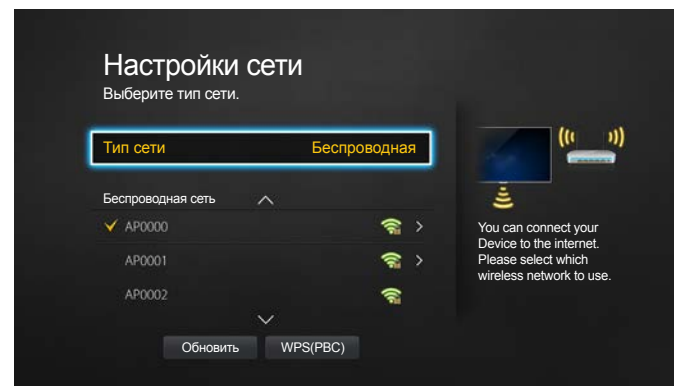 Настройки сети
Выберите тип сети.
Тип сети Беспроводная
Беспроводная сеть
AP0000
AP0001
AP0002
Обновить WPS(PBC)
You can connect your
Device to the internet.
Please select which
wireless network to use.